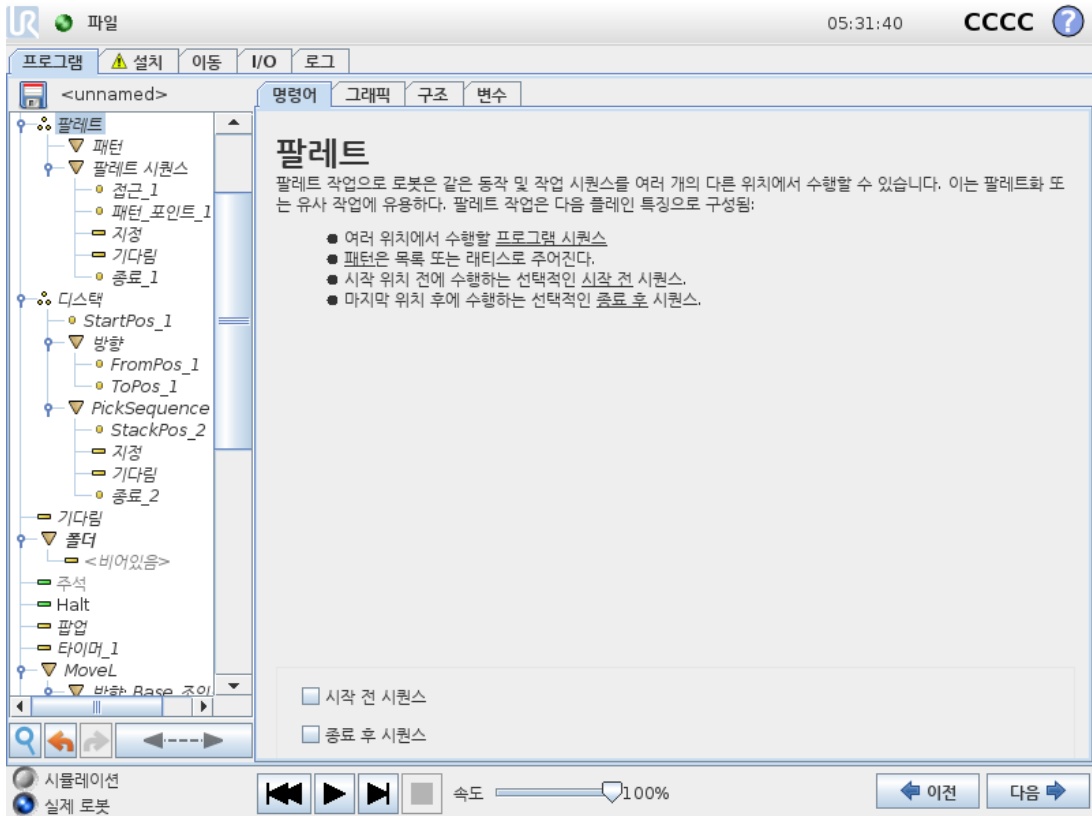 UR 파일 05:31:40 CCCC ?
프로그램 설치 이동 I/O 로그
<unnamed>
명령어 그래픽 구조 변수
팔레트
패턴
팔레트 시퀀스
접근_1
패턴_포인트_1
지정
기다림
종료_1
디스택
StartPos_1
방향
FromPos_1
ToPos_1
PickSequence
StackPos_2
지정
기다림
종료_2
기다림
폴더
<비어있음>
주석
Halt
팝업
타이머_1
MoveL
방향: Base 조인
팔레트
팔레트 작업으로 로봇은 같은 동작 및 작업 시퀀스를 여러 개의 다른 위치에서 수행할 수 있습니다. 이는 팔레트화 또
는 유사 작업에 유용하다. 팔레트 작업은 다음 플레인 특징으로 구성됨:
● 여러 위치에서 수행할 프로그램 시퀀스
● 패턴은 목록 또는 래티스로 주어진다.
● 시작 위치 전에 수행하는 선택적인 시작 전 시퀀스.
● 마지막 위치 후에 수행하는 선택적인 종료 후 시퀀스.
시작 전 시퀀스
종료 후 시퀀스
시뮬레이션
실제 로봇
속도 100%
이전 다음